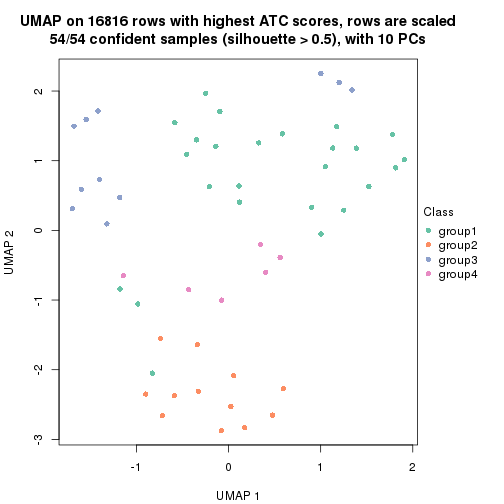 UMAP on 16816 rows with highest ATC scores, rows are scaled
54/54 confident samples (silhouette > 0.5), with 10 PCs
2
1
0
-1
-2
-3
UMAP 2
-1
0
1
2
UMAP 1
Class
group1
group2
group3
group4